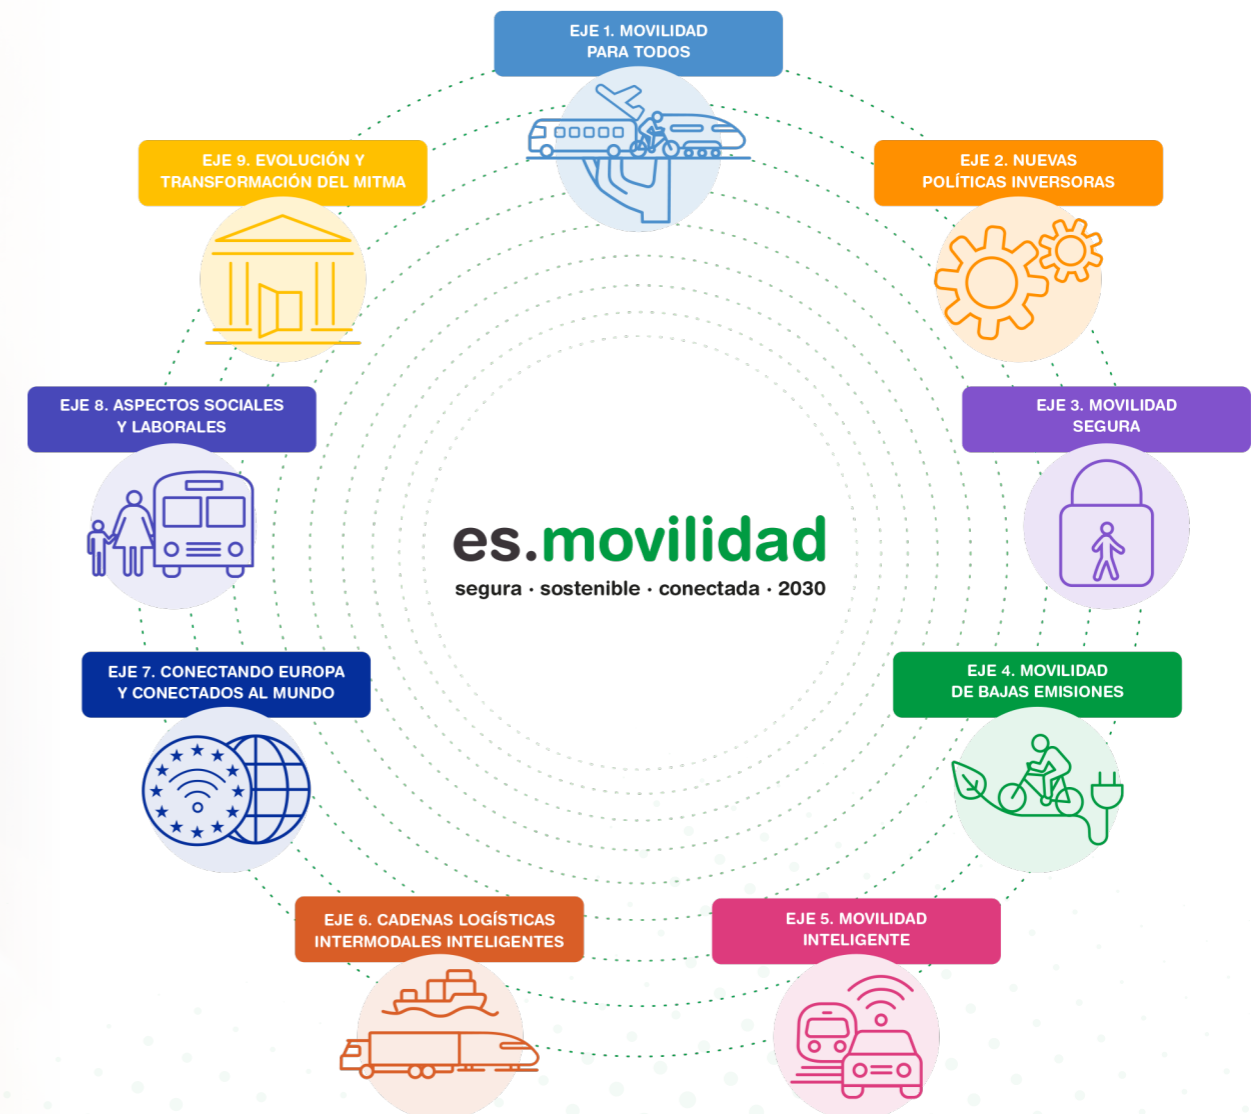 EJE 1. MOVILIDAD
PARA TODOS
EJE 2. NUEVAS
POLÍTICAS INVERSORAS
EJE 3. MOVILIDAD
SEGURA
EJE 4. MOVILIDAD
DE BAJAS EMISIONES
EJE 5. MOVILIDAD
INTELIGENTE
EJE 6. CADENAS LOGÍSTICAS
INTERMODALES INTELIGENTES
EJE 7. CONECTANDO EUROPA
Y CONECTADOS AL MUNDO
EJE 8. ASPECTOS SOCIALES
Y LABORALES
EJE 9. EVOLUCIÓN Y
TRANSFORMACIÓN DEL MITMA
es.movilidad
segura · sostenible · conectada · 2030